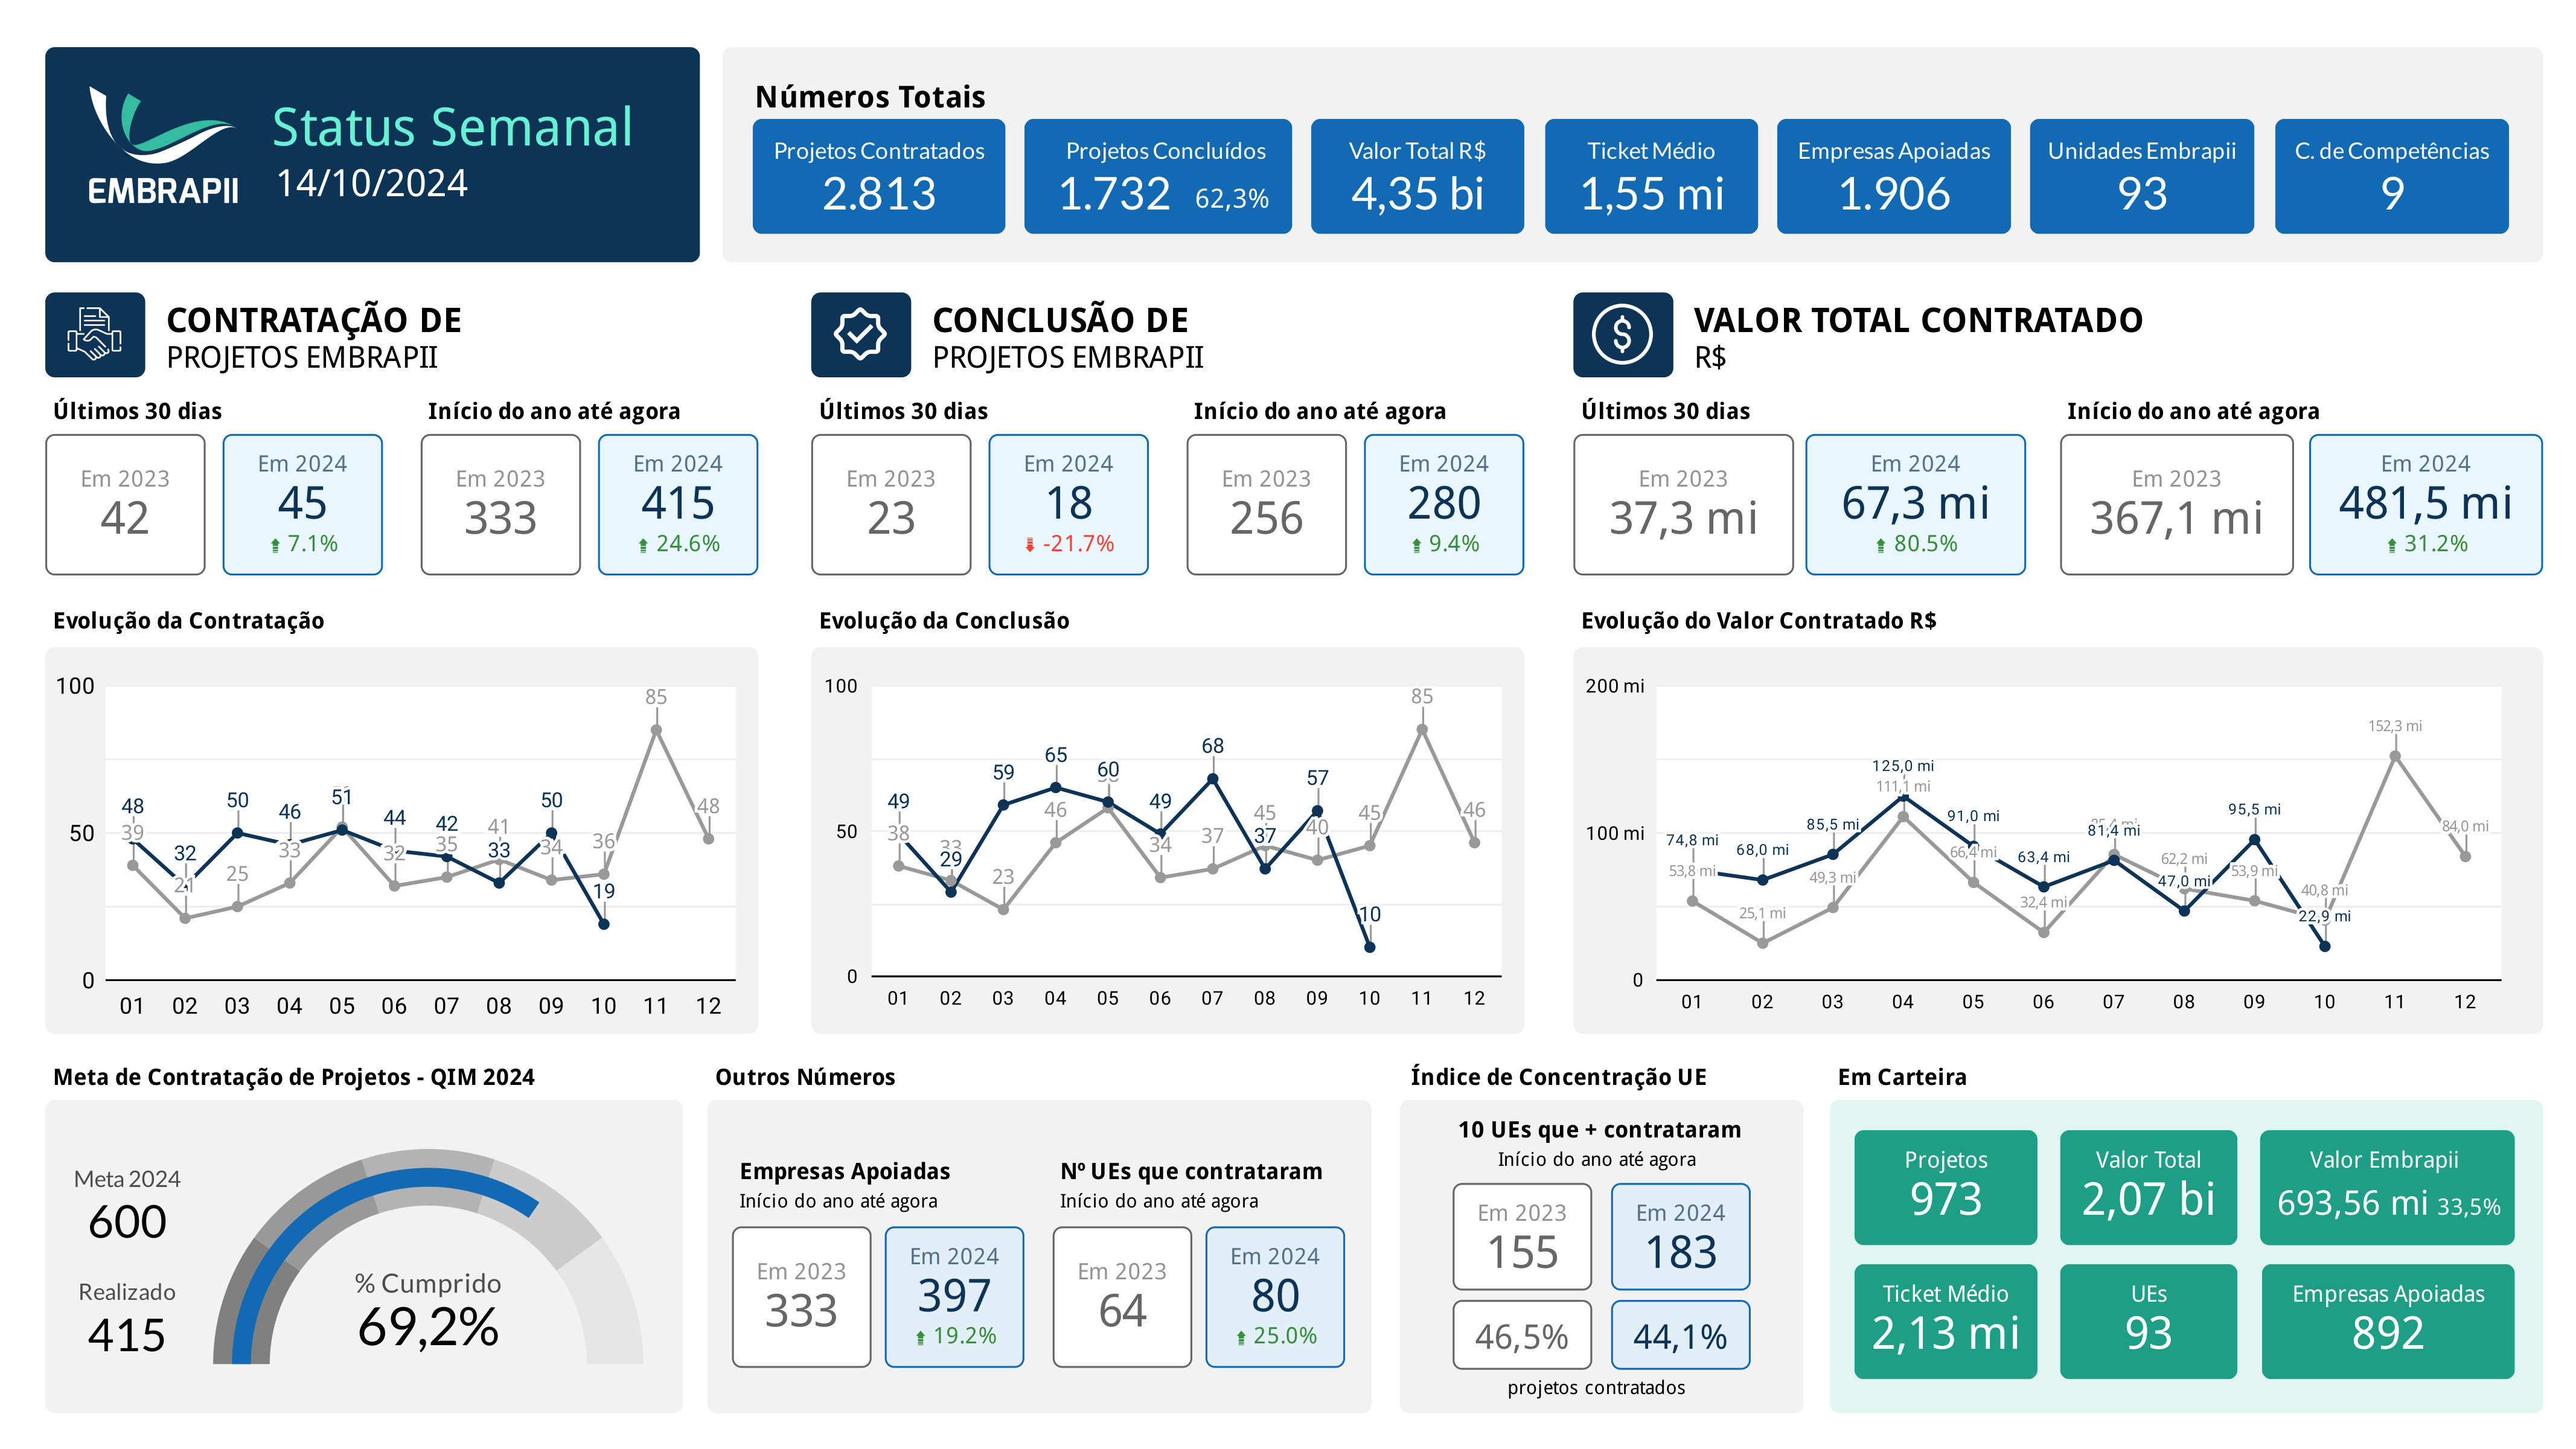 EMBRAPII
Status Semanal
14/10/2024
Números Totais
Projetos Contratados
2.813
Projetos Concluídos
1.732 62,3%
Valor Total R$
4,35 bi
Ticket Médio
1,55 mi
Empresas Apoiadas
1.906
Unidades Embrapii
93
C. de Competências
9
CONTRATAÇÃO DE
PROJETOS EMBRAPII
Últimos 30 dias
Em 2023
42
Em 2024
45
7.1%
Início do ano até agora
Em 2023
333
Em 2024
415
24.6%
Evolução da Contratação
100
50
0
48 32 50 46 51 44 42 33 50 19
39 21 25 33 32 35 41 34 36 85 48
01 02 03 04 05 06 07 08 09 10 11 12
CONCLUSÃO DE
PROJETOS EMBRAPII
Últimos 30 dias
Em 2023
23
Em 2024
18
-21.7%
Início do ano até agora
Em 2023
256
Em 2024
280
9.4%
Evolução da Conclusão
100
50
0
49 29 59 65 60 49 68 37 57 10
38 33 23 46 34 37 45 40 45 85 46
01 02 03 04 05 06 07 08 09 10 11 12
VALOR TOTAL CONTRATADO
R$
Últimos 30 dias
Em 2023
37,3 mi
Em 2024
67,3 mi
80.5%
Início do ano até agora
Em 2023
367,1 mi
Em 2024
481,5 mi
31.2%
Evolução do Valor Contratado R$
200 mi
100 mi
0
74,8 mi 68,0 mi 85,5 mi 125,0 mi 91,0 mi 63,4 mi 81,4 mi 47,0 mi 95,5 mi 22,9 mi
53,8 mi 25,1 mi 49,3 mi 111,1 mi 66,4 mi 32,4 mi 62,2 mi 53,9 mi 40,8 mi 152,3 mi 84,0 mi
01 02 03 04 05 06 07 08 09 10 11 12
Meta de Contratação de Projetos - QIM 2024
Meta 2024
600
Realizado
415
% Cumprido
69,2%
Outros Números
Empresas Apoiadas
Início do ano até agora
Em 2023
333
Em 2024
397
19.2%
Nº UEs que contrataram
Início do ano até agora
Em 2023
64
Em 2024
80
25.0%
Índice de Concentração UE
10 UEs que + contrataram
Início do ano até agora
Em 2023
155
Em 2024
183
46,5%
44,1%
projetos contratados
Em Carteira
Projetos
973
Valor Total
2,07 bi
Valor Embrapii
693,56 mi 33,5%
Ticket Médio
2,13 mi
UEs
93
Empresas Apoiadas
892